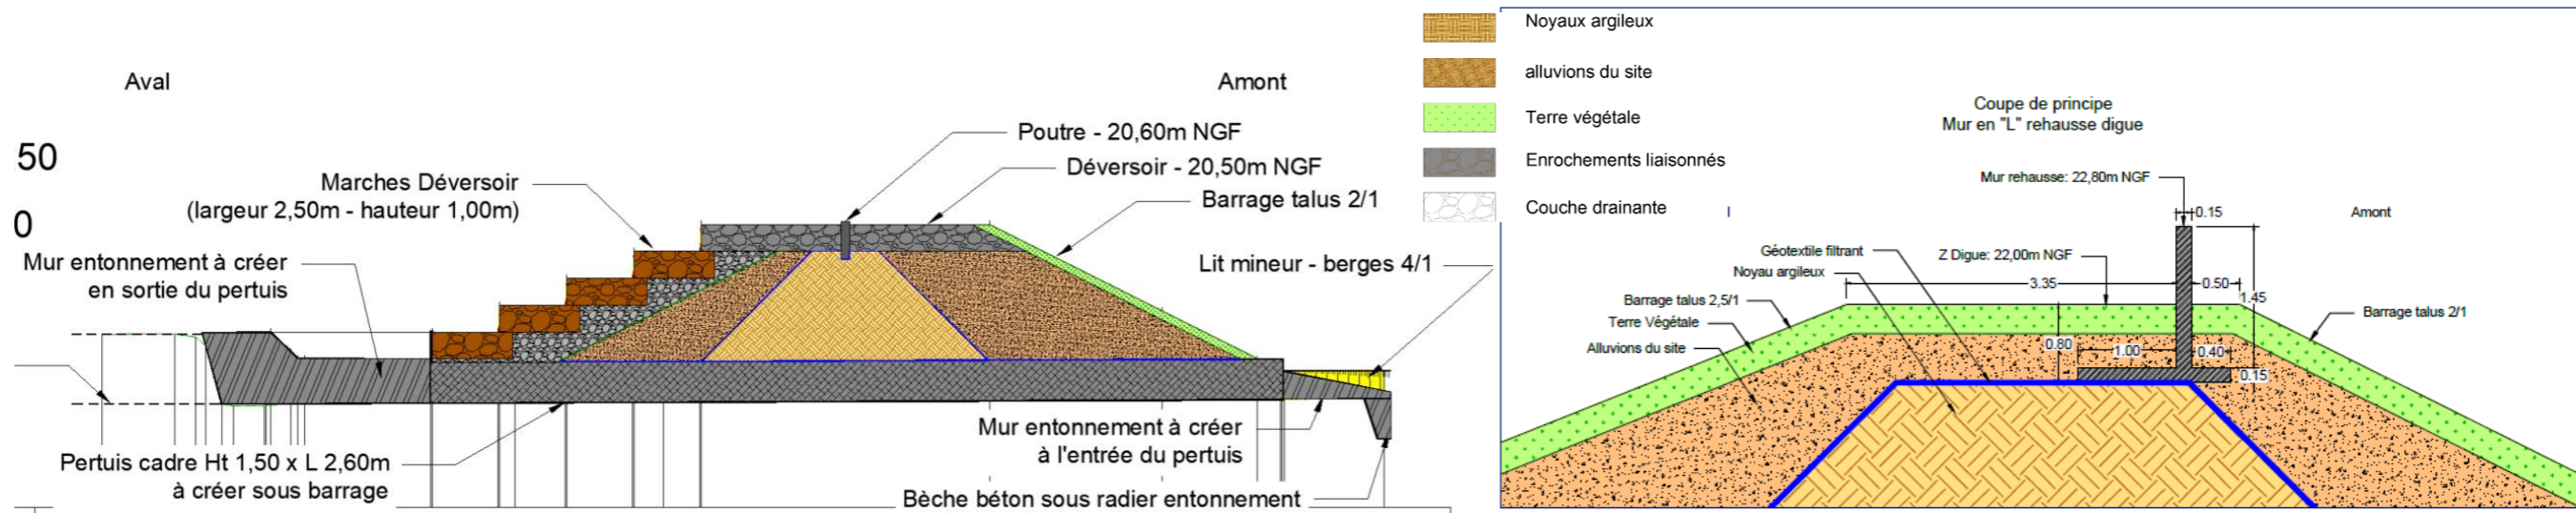 Aval
Amont
50
0
Poutre - 20,60m NGF
Déversoir - 20,50m NGF
Marches Déversoir
(largeur 2,50m - hauteur 1,00m)
Barrage talus 2/1
Mur entonnement à créer
en sortie du pertuis
Lit mineur - berges 4/1
Mur entonnement à créer
à l'entrée du pertuis
Pertuis cadre Ht 1,50 x L 2,60m
à créer sous barrage
Bèche béton sous radier entonnement
Noyaux argileux
alluvions du site
Terre végétale
Enrochements liaisonnés
Couche drainante
Coupe de principe
Mur en "L" rehausse digue
Mur rehausse: 22,80m NGF
0.15
Amont
Géotextile filtrant
Z Digue: 22,00m NGF
Noyau argileux
3.35
0.50
1.45
Barrage talus 2,5/1
Barrage talus 2/1
Terre Végétale
Alluvions du site
0.80
1.00
0.40
0.15